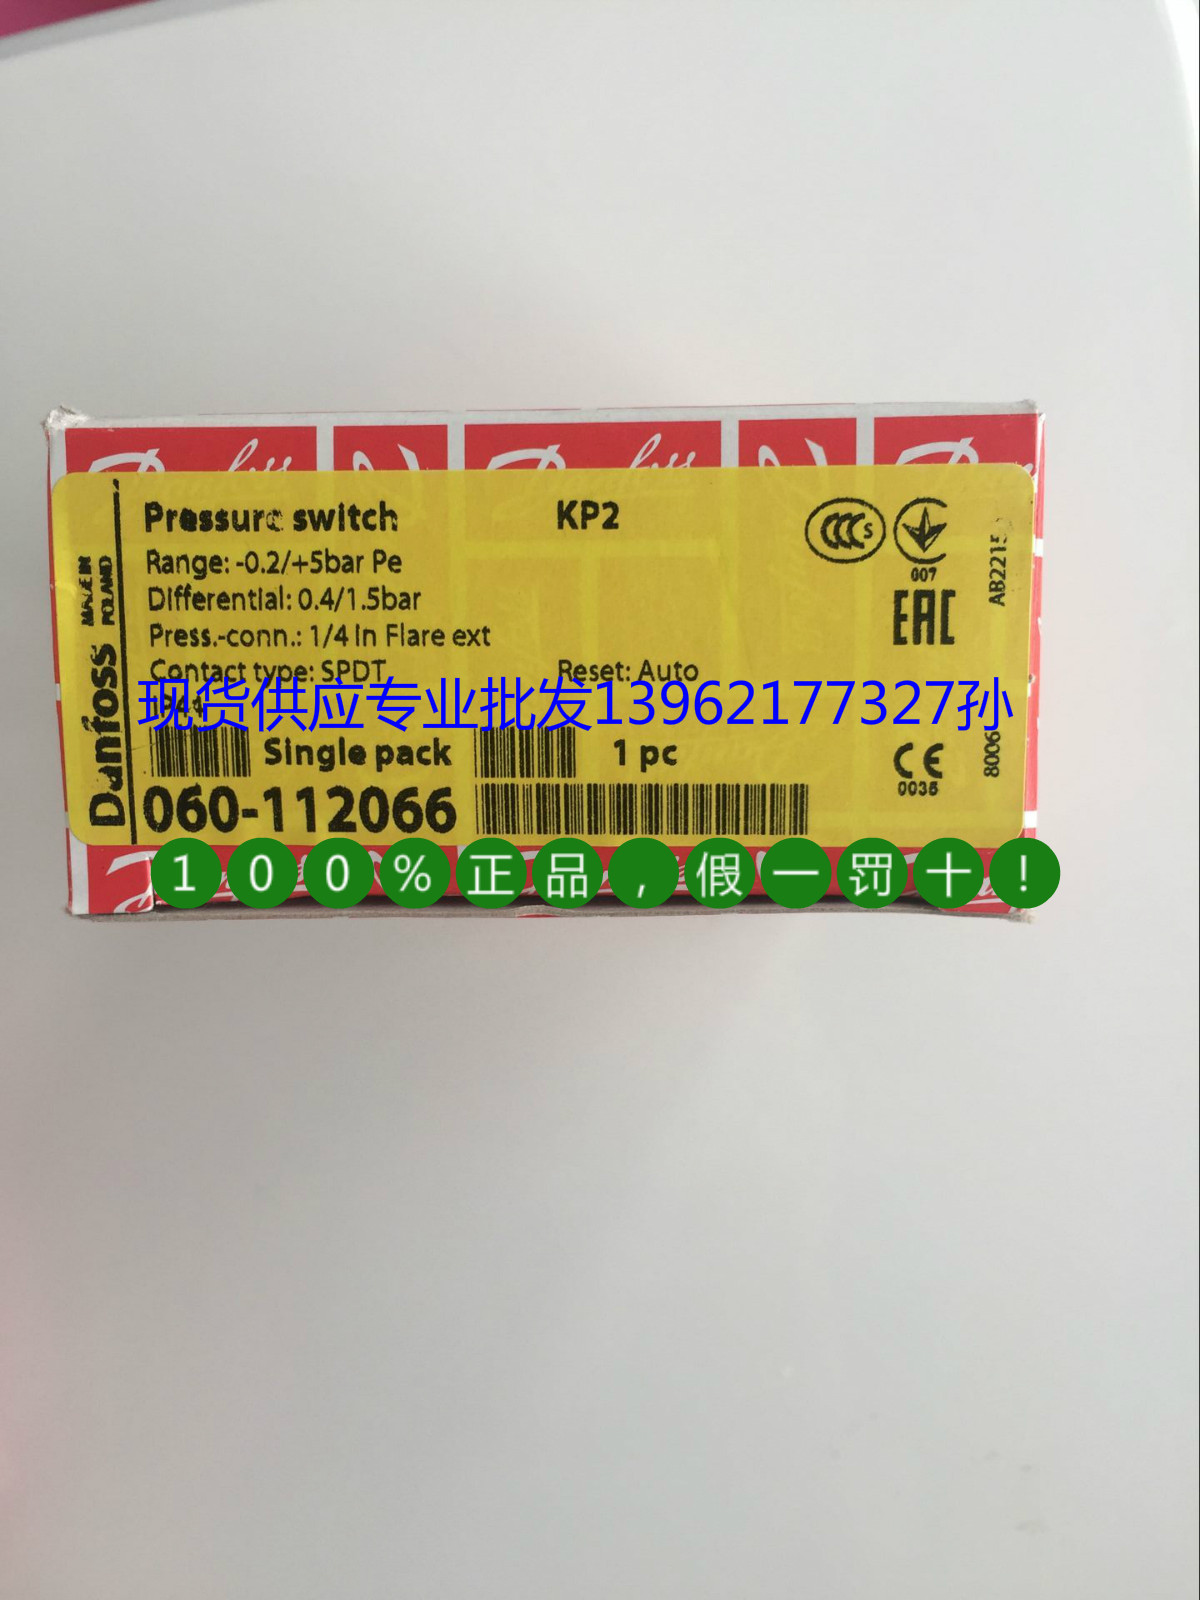 Pressure switch KP2
Range: -0.2/+5bar Pe
Differential: 0.4/1.5bar
Press.-conn.: 1/4 in Flare ext
Contact type: SPDT Reset: Auto
IP44
现货供应专业批发13962177327孙
Single pack 1 pc
060-112066
MADE IN
POLAND
Danfoss
CCC S
007
EAC
CE
0035
100%正品，假一罚十！